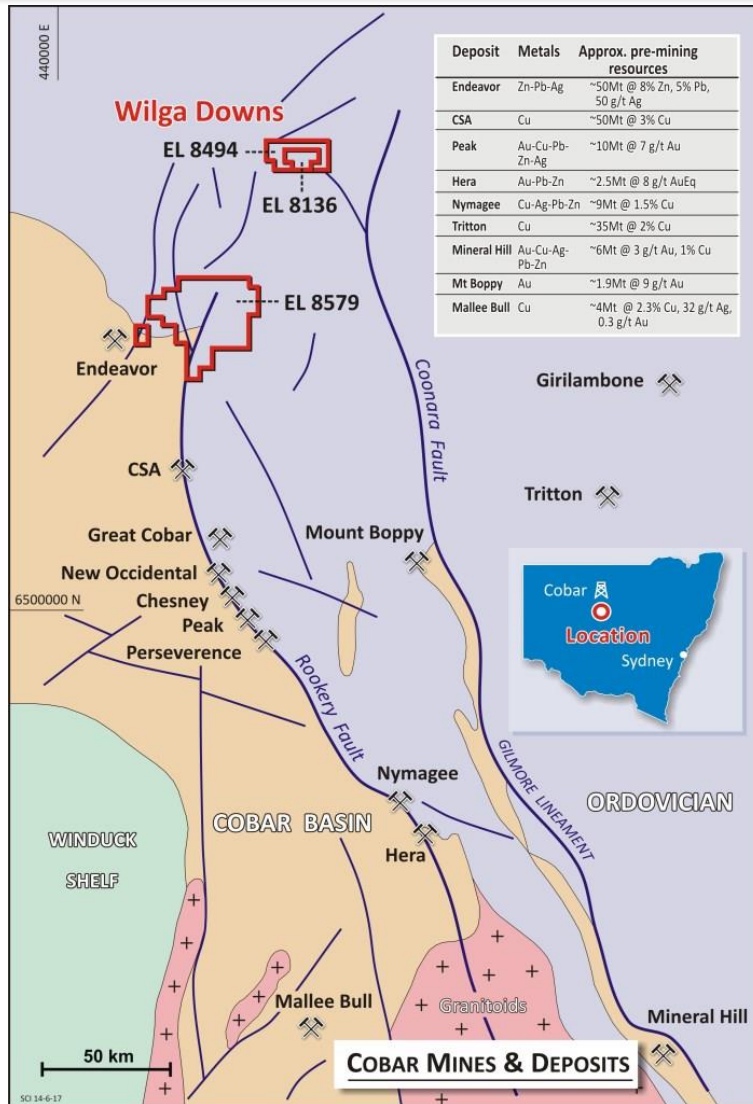 440000 E
Wilga Downs
EL 8494
EL 8136
EL 8579
Deposit Metals Approx. pre-mining
resources
Endeavor Zn-Pb-Ag ~50Mt @ 8% Zn, 5% Pb,
50 g/t Ag
CSA Cu ~50Mt @ 3% Cu
Peak Au-Cu-Pb- ~10Mt @ 7 g/t Au
Zn-Ag
Hera Au-Pb-Zn ~2.5Mt @ 8 g/t AuEq
Nymagee Cu-Ag-Pb-Zn ~9Mt @ 1.5% Cu
Tritton Cu ~35Mt @ 2% Cu
Mineral Hill Au-Cu-Ag- ~6Mt @ 3 g/t Au, 1% Cu
Pb-Zn
Mt Boppy Au ~1.9Mt @ 9 g/t Au
Mallee Bull Cu ~4Mt @ 2.3% Cu, 32 g/t Ag,
0.3 g/t Au
Endeavor
Coonara Fault
Girilambone
CSA
Tritton
Great Cobar
Mount Boppy
New Occidental
Chesney
6500000 N
Peak
Perseverence
Cobar
Location
Sydney
Rookery Fault
GILMORE LINEAMENT
Nymagee
ORDOVICIAN
COBAR BASIN
Hera
WINDUCK
SHELF
Mallee Bull
Granitoids
Mineral Hill
50 km
COBAR MINES & DEPOSITS
SCI 14-6-17